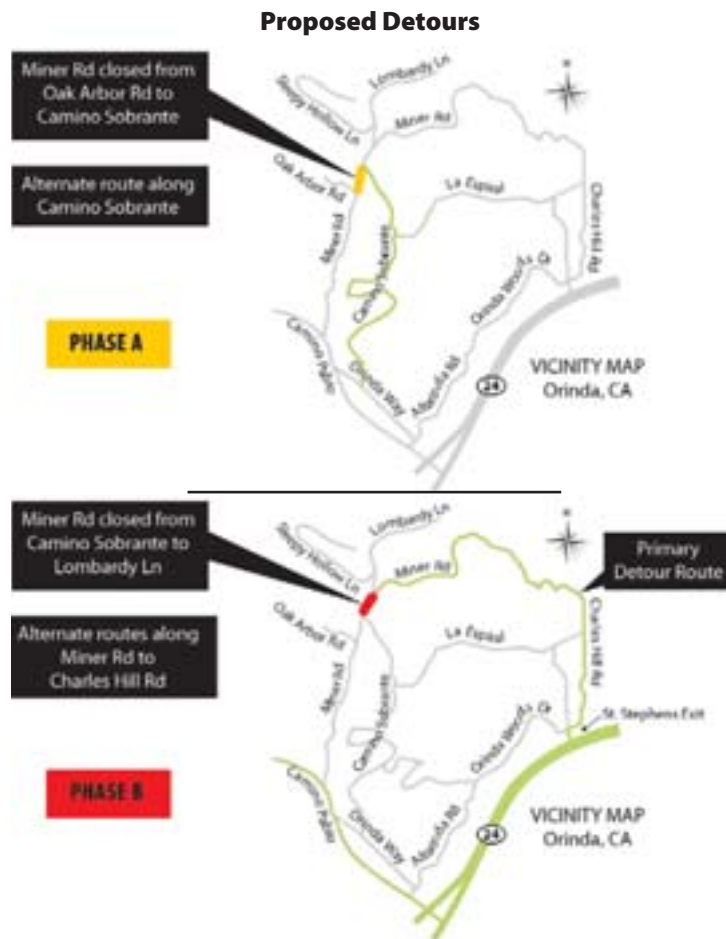 Proposed Detours
Miner Rd closed from
Oak Arbor Rd to
Camino Sobrante
Alternate route along
Camino Sobrante
PHASE A
Sleepy Hollow Ln
Lombardy Ln
Miner Rd
N
Oak Arbor Rd
La Espiral
Charles Hill Rd
Miner Rd
Camino Sobrante
Orinda Woods Dr
Camino Pablo
Orinda Way
Altarinda Rd
24
VICINITY MAP
Orinda, CA
Miner Rd closed from
Camino Sobrante to
Lombardy Ln
Alternate routes along
Miner Rd to
Charles Hill Rd
PHASE B
Sleepy Hollow Ln
Lombardy Ln
Miner Rd
N
Primary
Detour Route
Oak Arbor Rd
La Espiral
Charles Hill Rd
Miner Rd
Camino Sobrante
Orinda Woods Dr
St. Stephens Exit
Camino Pablo
Orinda Way
Altarinda Rd
24
VICINITY MAP
Orinda, CA